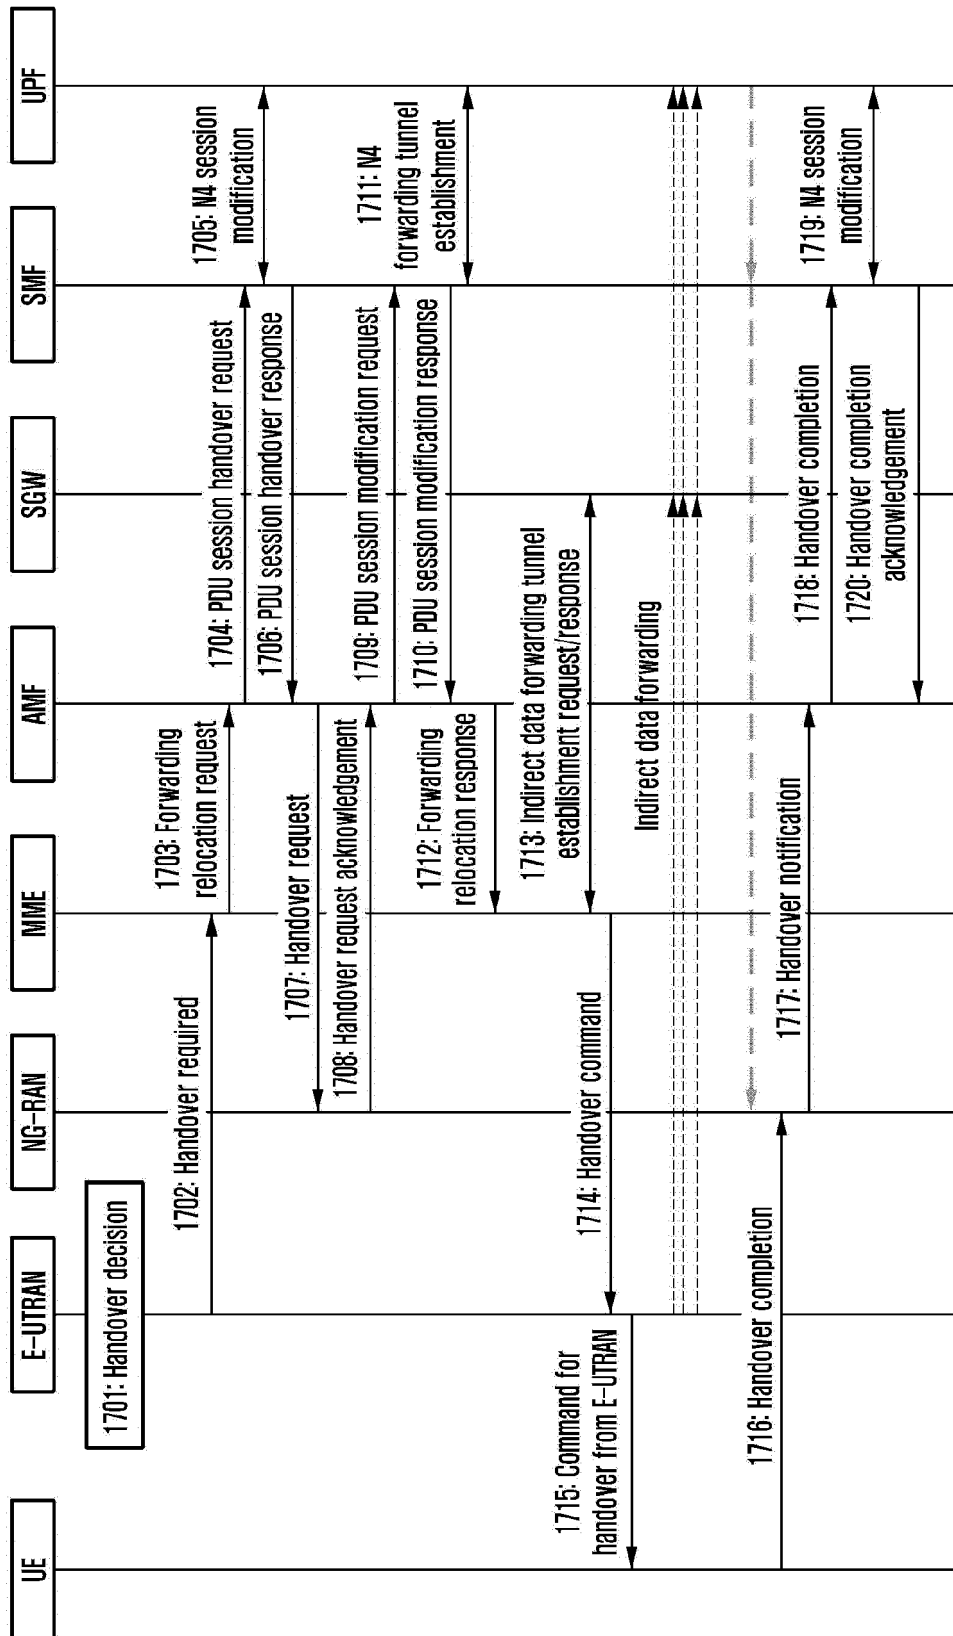 UE
E-UTRAN
NG-RAN
MME
AMF
SGW
SMF
UPF
1701: Handover decision
1702: Handover required
1703: Forwarding
relocation request
1704: PDU session handover request
1705: N4 session
modification
1706: PDU session handover response
1707: Handover request
1708: Handover request acknowledgement
1709: PDU session modification request
1710: PDU session modification response
1711: N4
forwarding tunnel
establishment
1712: Forwarding
relocation response
1713: Indirect data forwarding tunnel
establishment request/response
1714: Handover command
1715: Command for
handover from E-UTRAN
Indirect data forwarding
1716: Handover completion
1717: Handover notification
1718: Handover completion
1719: N4 session
modification
1720: Handover completion
acknowledgement